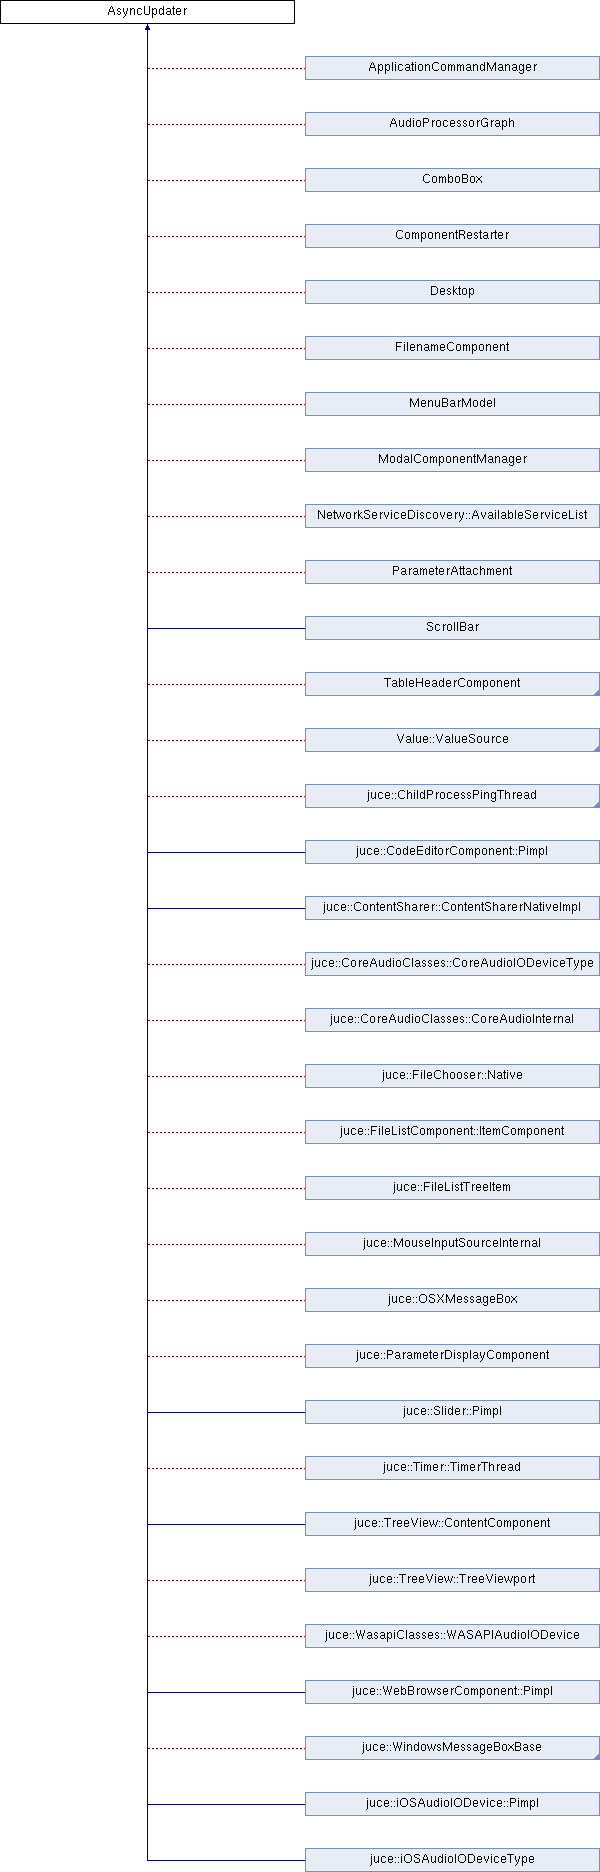 AsyncUpdater
ApplicationCommandManager
AudioProcessorGraph
ComboBox
ComponentRestarter
Desktop
FilenameComponent
MenuBarModel
ModalComponentManager
NetworkServiceDiscovery::AvailableServiceList
ParameterAttachment
ScrollBar
TableHeaderComponent
Value::ValueSource
juce::ChildProcessPingThread
juce::CodeEditorComponent::Pimpl
juce::ContentSharer::ContentSharerNativeImpl
juce::CoreAudioClasses::CoreAudioIODeviceType
juce::CoreAudioClasses::CoreAudioInternal
juce::FileChooser::Native
juce::FileListComponent::ItemComponent
juce::FileListTreeItem
juce::MouseInputSourceInternal
juce::OSXMessageBox
juce::ParameterDisplayComponent
juce::Slider::Pimpl
juce::Timer::TimerThread
juce::TreeView::ContentComponent
juce::TreeView::TreeViewport
juce::WasapiClasses::WASAPIAudioIODevice
juce::WebBrowserComponent::Pimpl
juce::WindowsMessageBoxBase
juce::iOSAudioIODevice::Pimpl
juce::iOSAudioIODeviceType